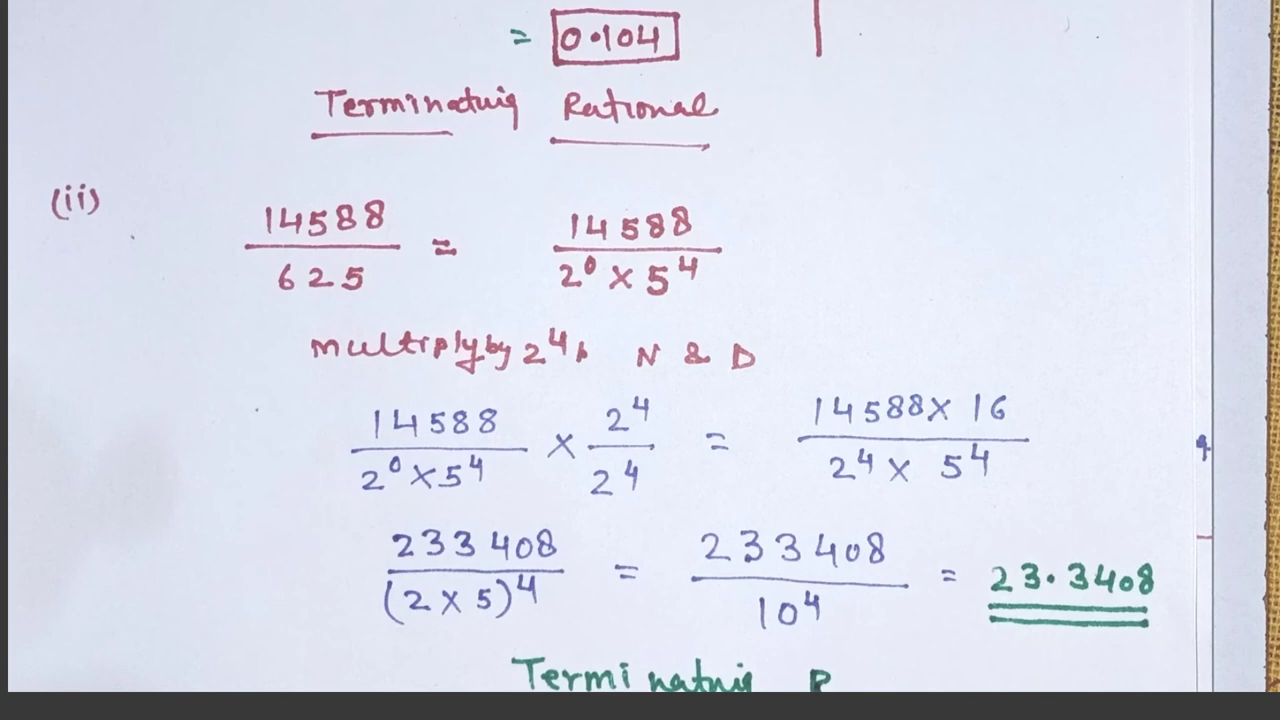 = 0.104
Terminatuig Rational
(ii)
14588/625 = 14588/2⁰ × 5⁴
multiply by 2⁴ N & D
14588/2⁰ × 5⁴ × 2⁴/2⁴ = 14588 × 16/2⁴ × 5⁴
233408/(2 × 5)⁴ = 233408/10⁴ = 23.3408